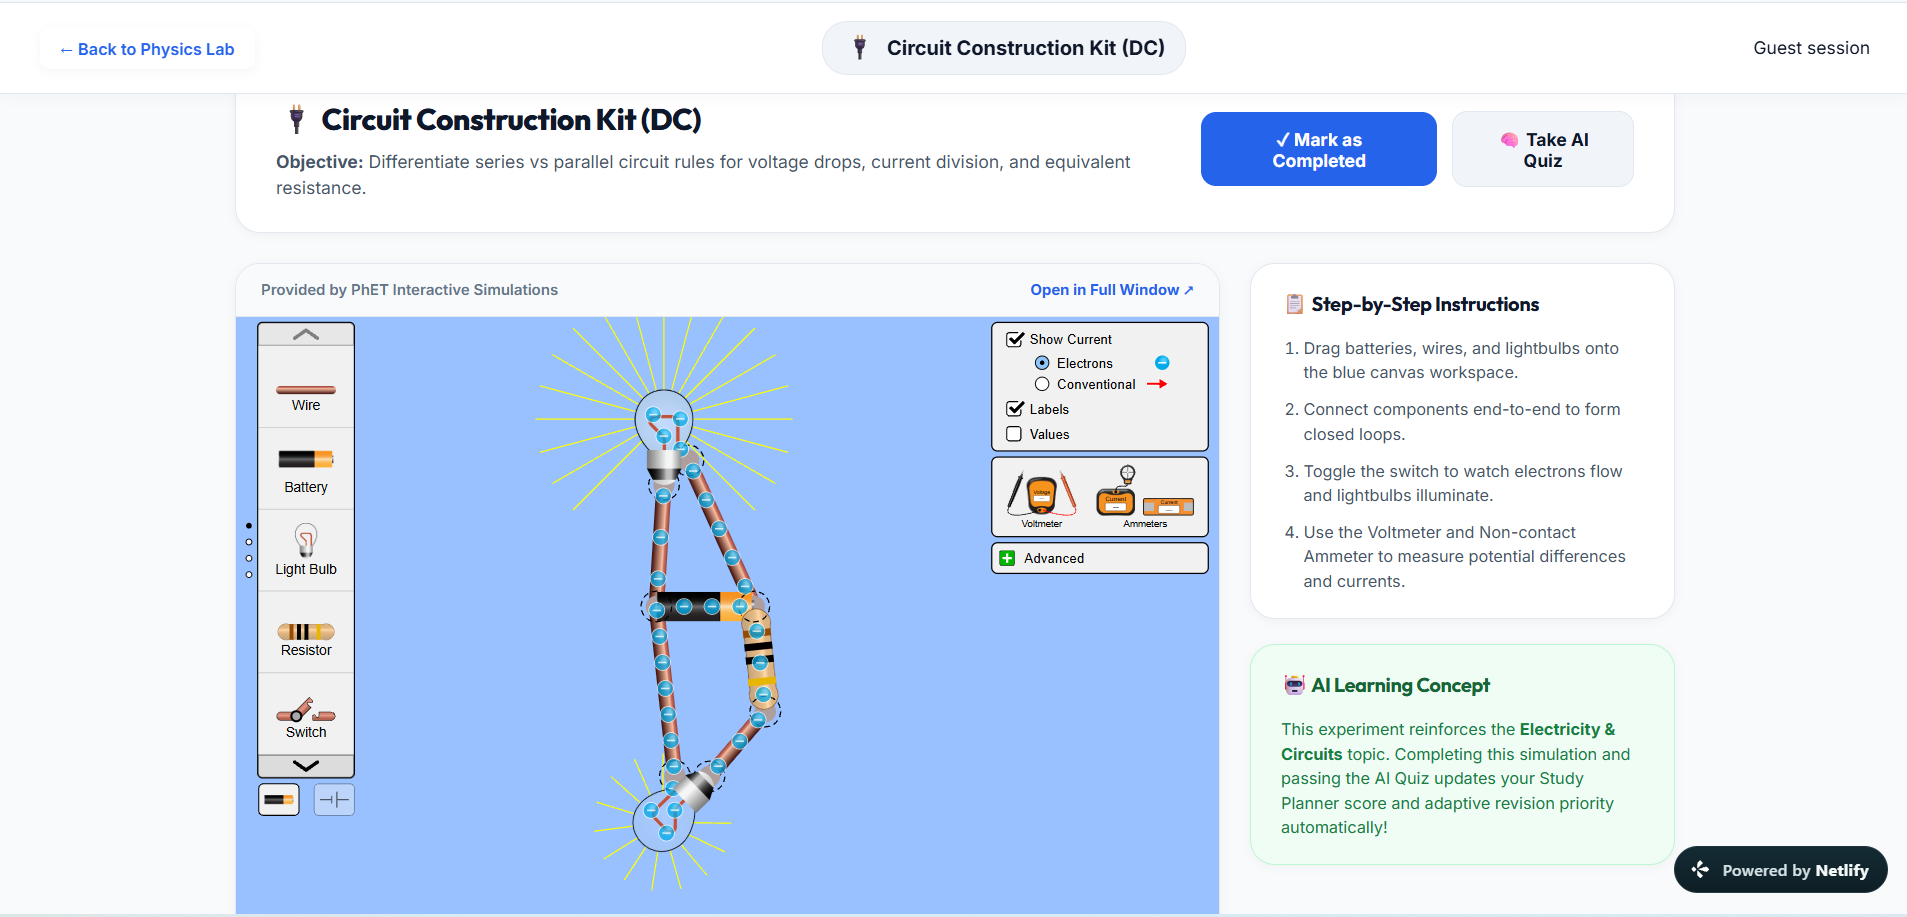 ← Back to Physics Lab
Circuit Construction Kit (DC)
Guest session
Circuit Construction Kit (DC)
Objective: Differentiate series vs parallel circuit rules for voltage drops, current division, and equivalent
resistance.
✓ Mark as
Completed
Take AI
Quiz
Provided by PhET Interactive Simulations
Open in Full Window ↗
Wire
Battery
Light Bulb
Resistor
Switch
Show Current
Electrons
Conventional
Labels
Values
Voltage
Current
Current
Voltmeter
Ammeters
Advanced
Step-by-Step Instructions
1. Drag batteries, wires, and lightbulbs onto
the blue canvas workspace.
2. Connect components end-to-end to form
closed loops.
3. Toggle the switch to watch electrons flow
and lightbulbs illuminate.
4. Use the Voltmeter and Non-contact
Ammeter to measure potential differences
and currents.
AI Learning Concept
This experiment reinforces the Electricity &
Circuits topic. Completing this simulation and
passing the AI Quiz updates your Study
Planner score and adaptive revision priority
automatically!
Powered by Netlify